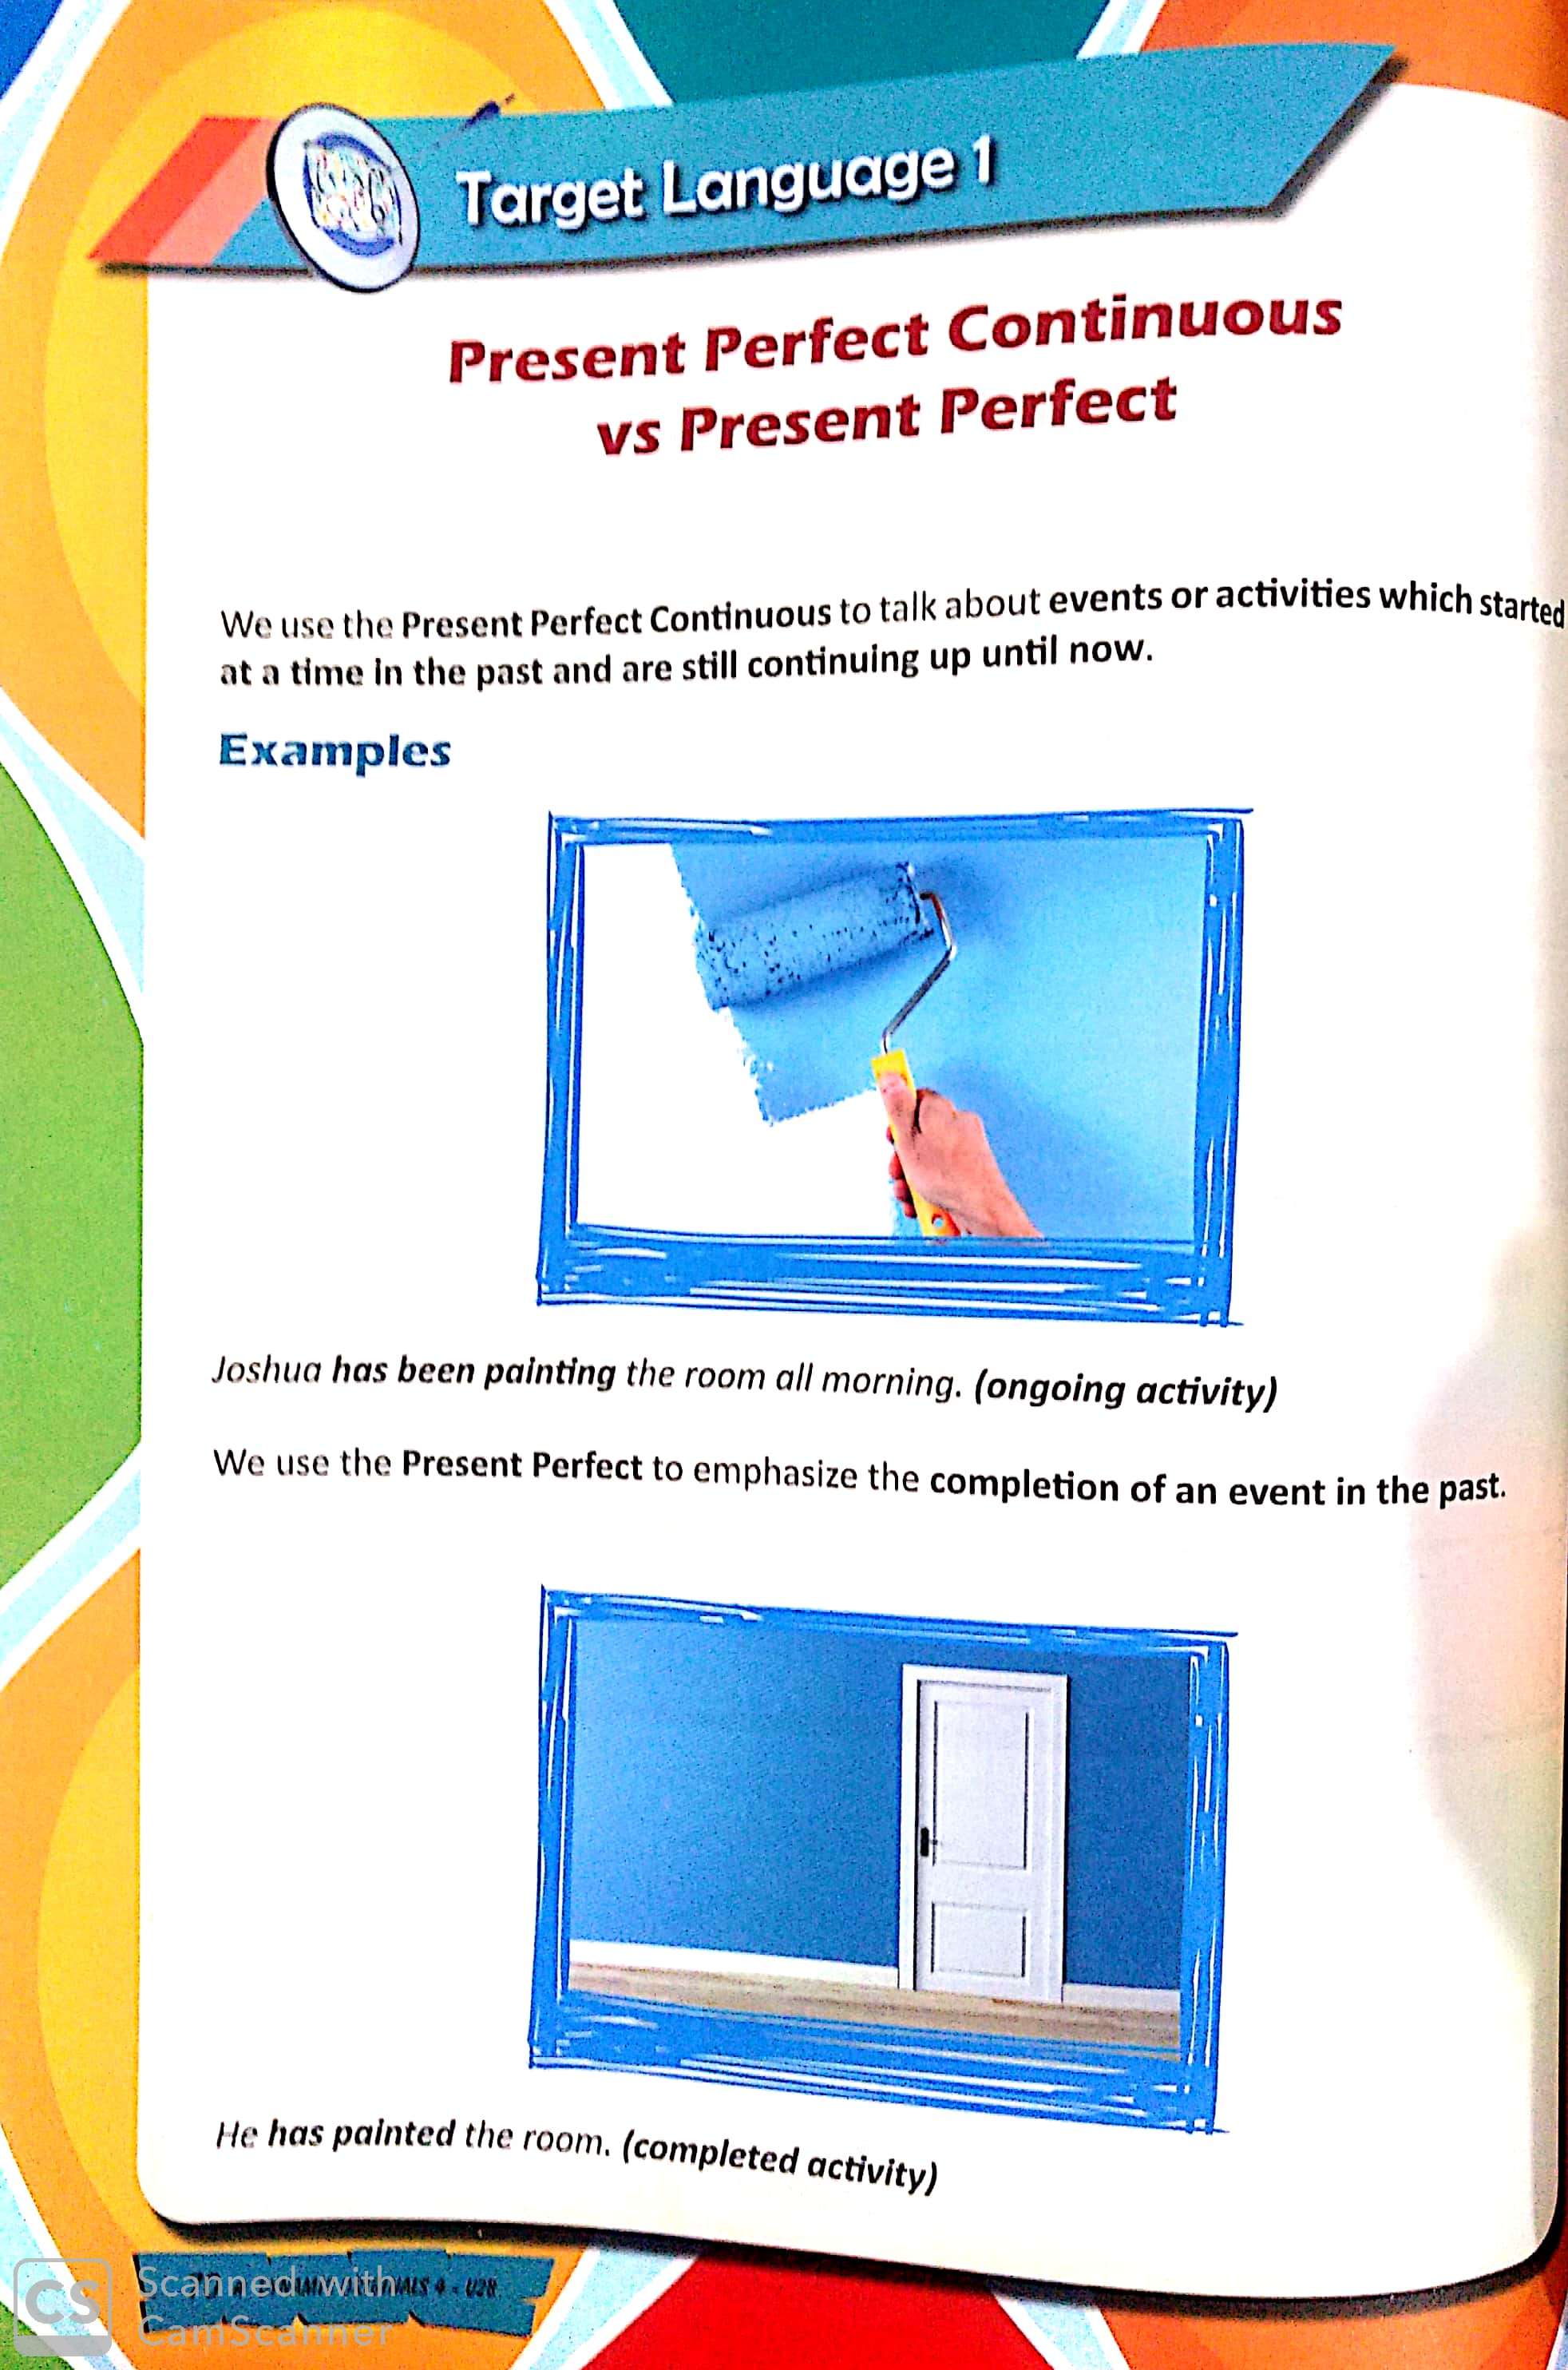 Target Language 1
Present Perfect Continuous
vs Present Perfect
We use the Present Perfect Continuous to talk about events or activities which started
at a time in the past and are still continuing up until now.
Examples
Joshua has been painting the room all morning. (ongoing activity)
We use the Present Perfect to emphasize the completion of an event in the past.
He has painted the room. (completed activity)
4 - U2R
CS
Scanned with
CamScanner